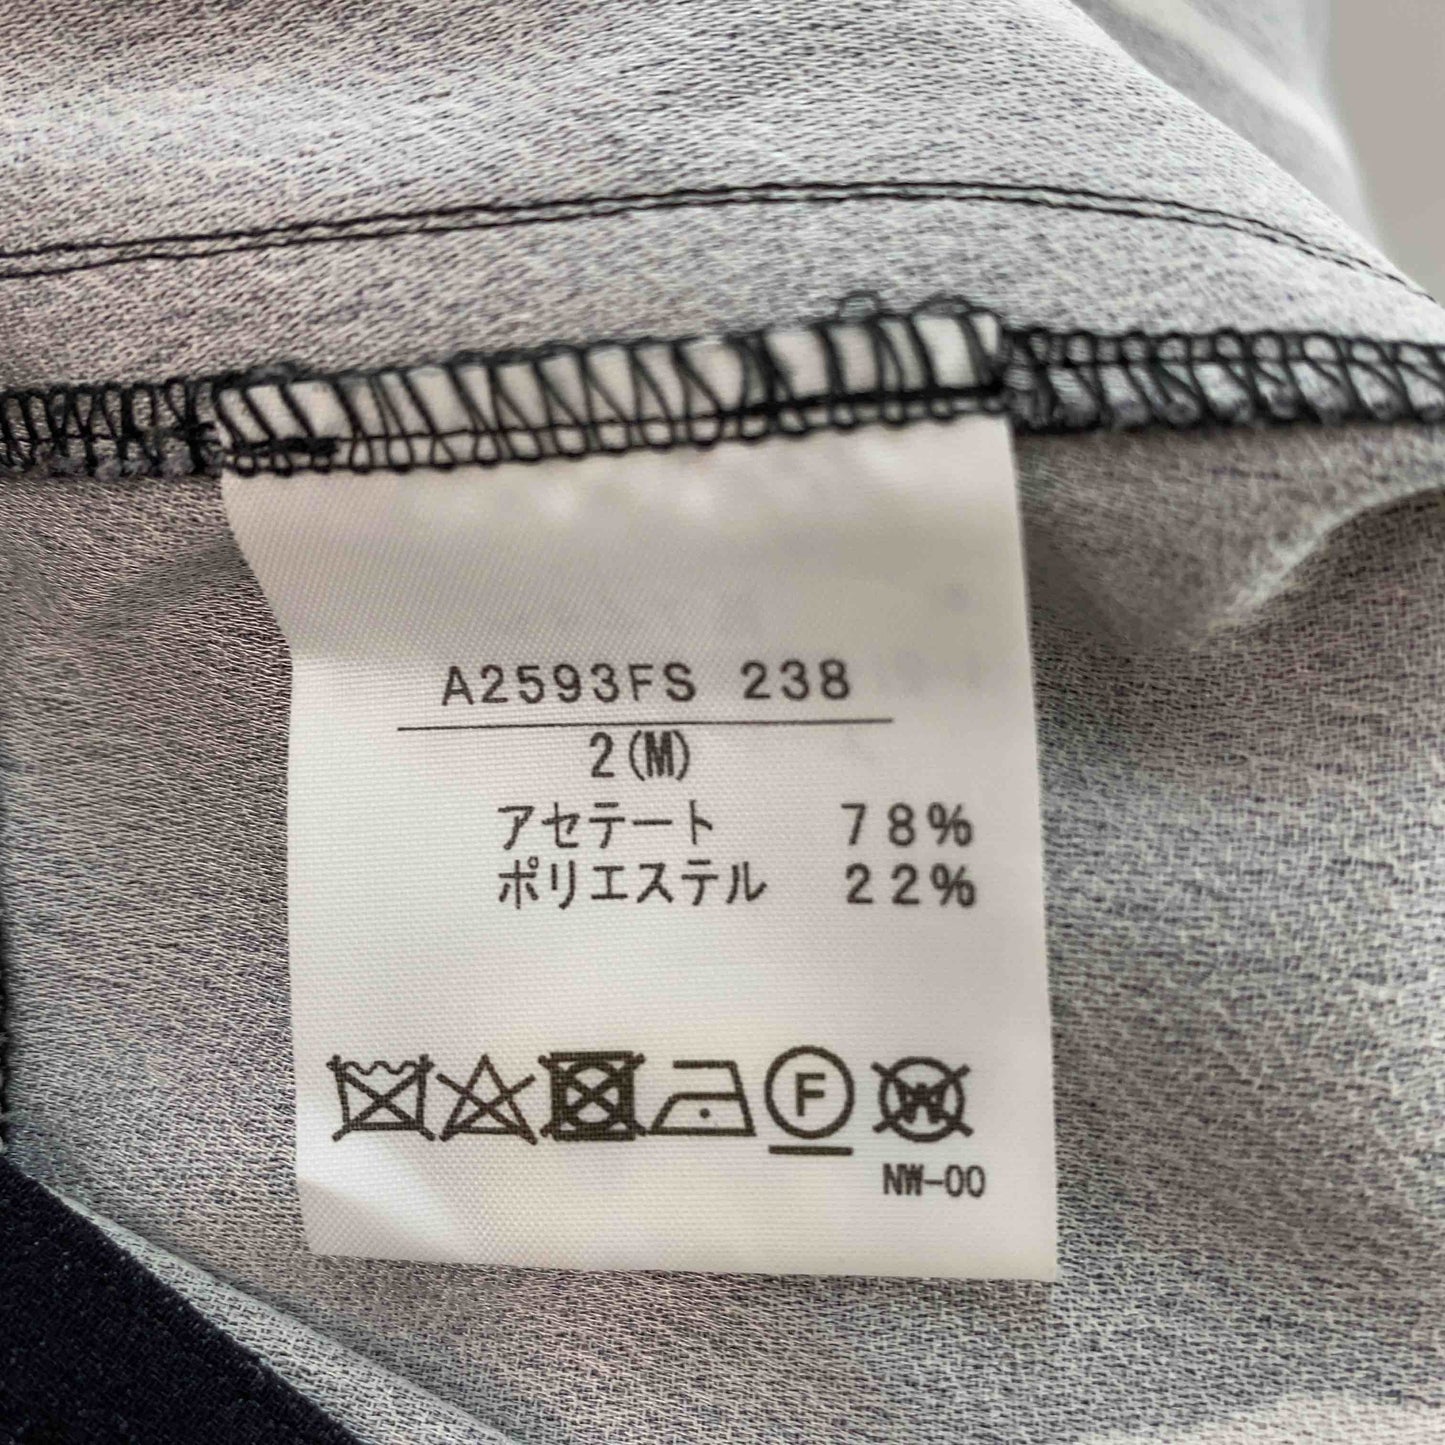 A2593FS 238
2(M)
アセテート 78%
ポリエステル 22%
F W
NW-00